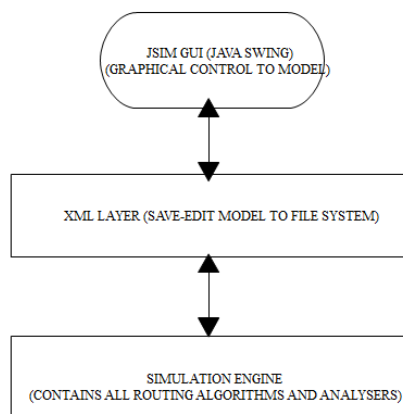 JSIM GUI (JAVA SWING)
(GRAPHICAL CONTROL TO MODEL)
XML LAYER (SAVE-EDIT MODEL TO FILE SYSTEM)
SIMULATION ENGINE
(CONTAINS ALL ROUTING ALGORITHMS AND ANALYSERS)